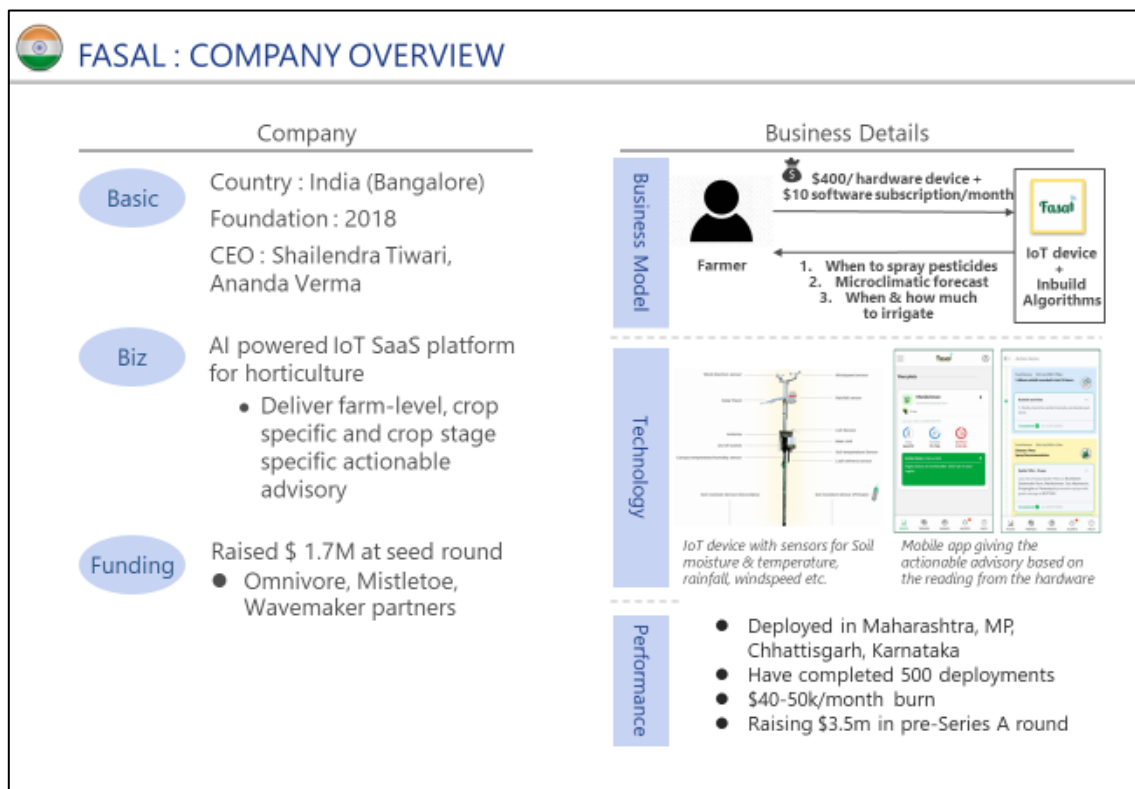 FASAL : COMPANY OVERVIEW
Company
Basic
Country : India (Bangalore)
Foundation : 2018
CEO : Shailendra Tiwari,
Ananda Verma
Biz
AI powered IoT SaaS platform
for horticulture
• Deliver farm-level, crop
specific and crop stage
specific actionable
advisory
Funding
Raised $ 1.7M at seed round
● Omnivore, Mistletoe,
Wavemaker partners
Business Details
Business Model
$400/ hardware device +
$10 software subscription/month
Farmer
Fasal
1. When to spray pesticides
2. Microclimatic forecast
3. When & how much
to irrigate
IoT device
+
Inbuild
Algorithms
Technology
IoT device with sensors for Soil
moisture & temperature,
rainfall, windspeed etc.
Mobile app giving the
actionable advisory based on
the reading from the hardware
Performance
● Deployed in Maharashtra, MP,
Chhattisgarh, Karnataka
● Have completed 500 deployments
● $40-50k/month burn
● Raising $3.5m in pre-Series A round